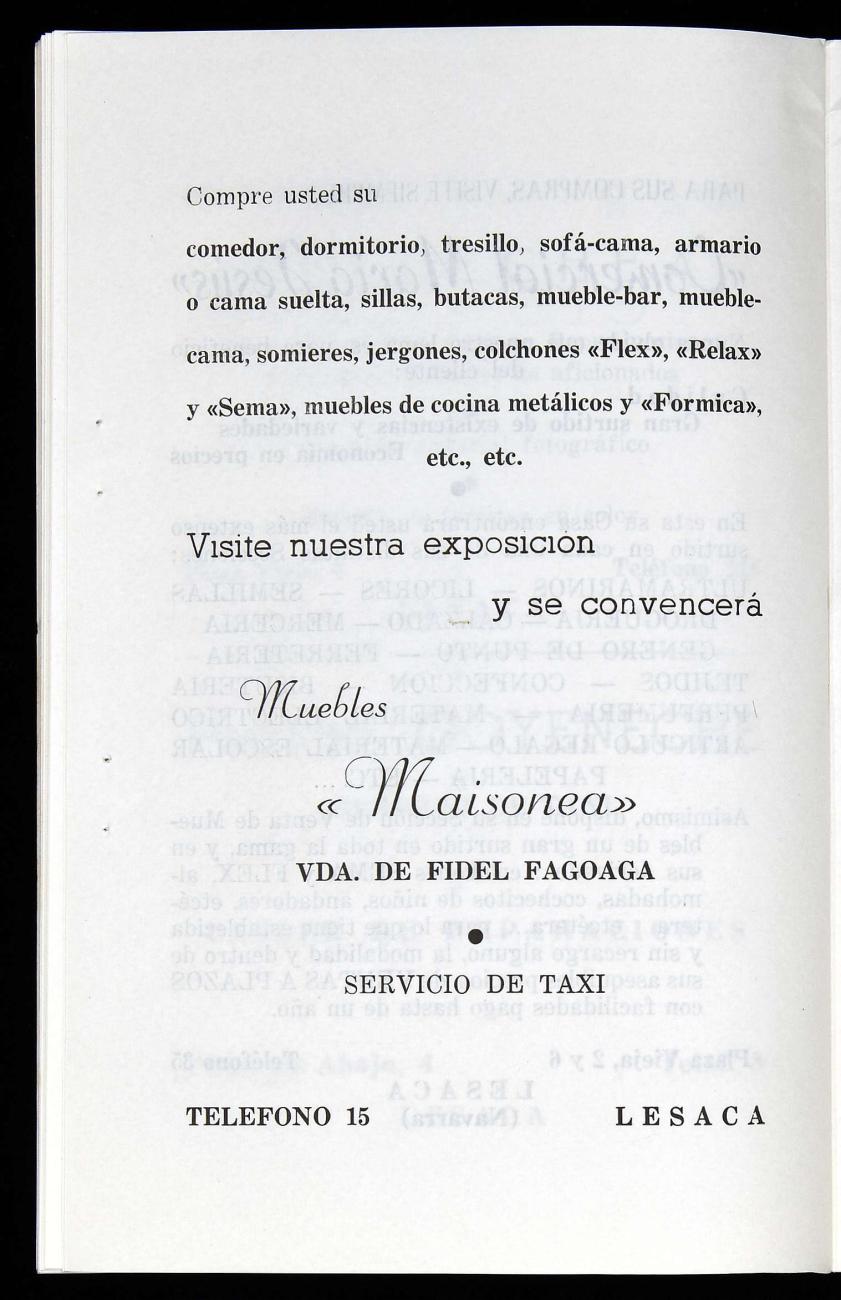 Compre usted su
comedor, dormitorio, tresillo, sofá-cama, armario
o cama suelta, sillas, butacas, mueble-bar, mueble-
cama, somieres, jergones, colchones «Flex», «Relax»
y «Sema», muebles de cocina metálicos y «Formica»,
etc., etc.
Visite nuestra exposición
y se convencerá
Muebles
«Maisonea»
VDA. DE FIDEL FAGOAGA
●
SERVICIO DE TAXI
TELEFONO 15 LESACA